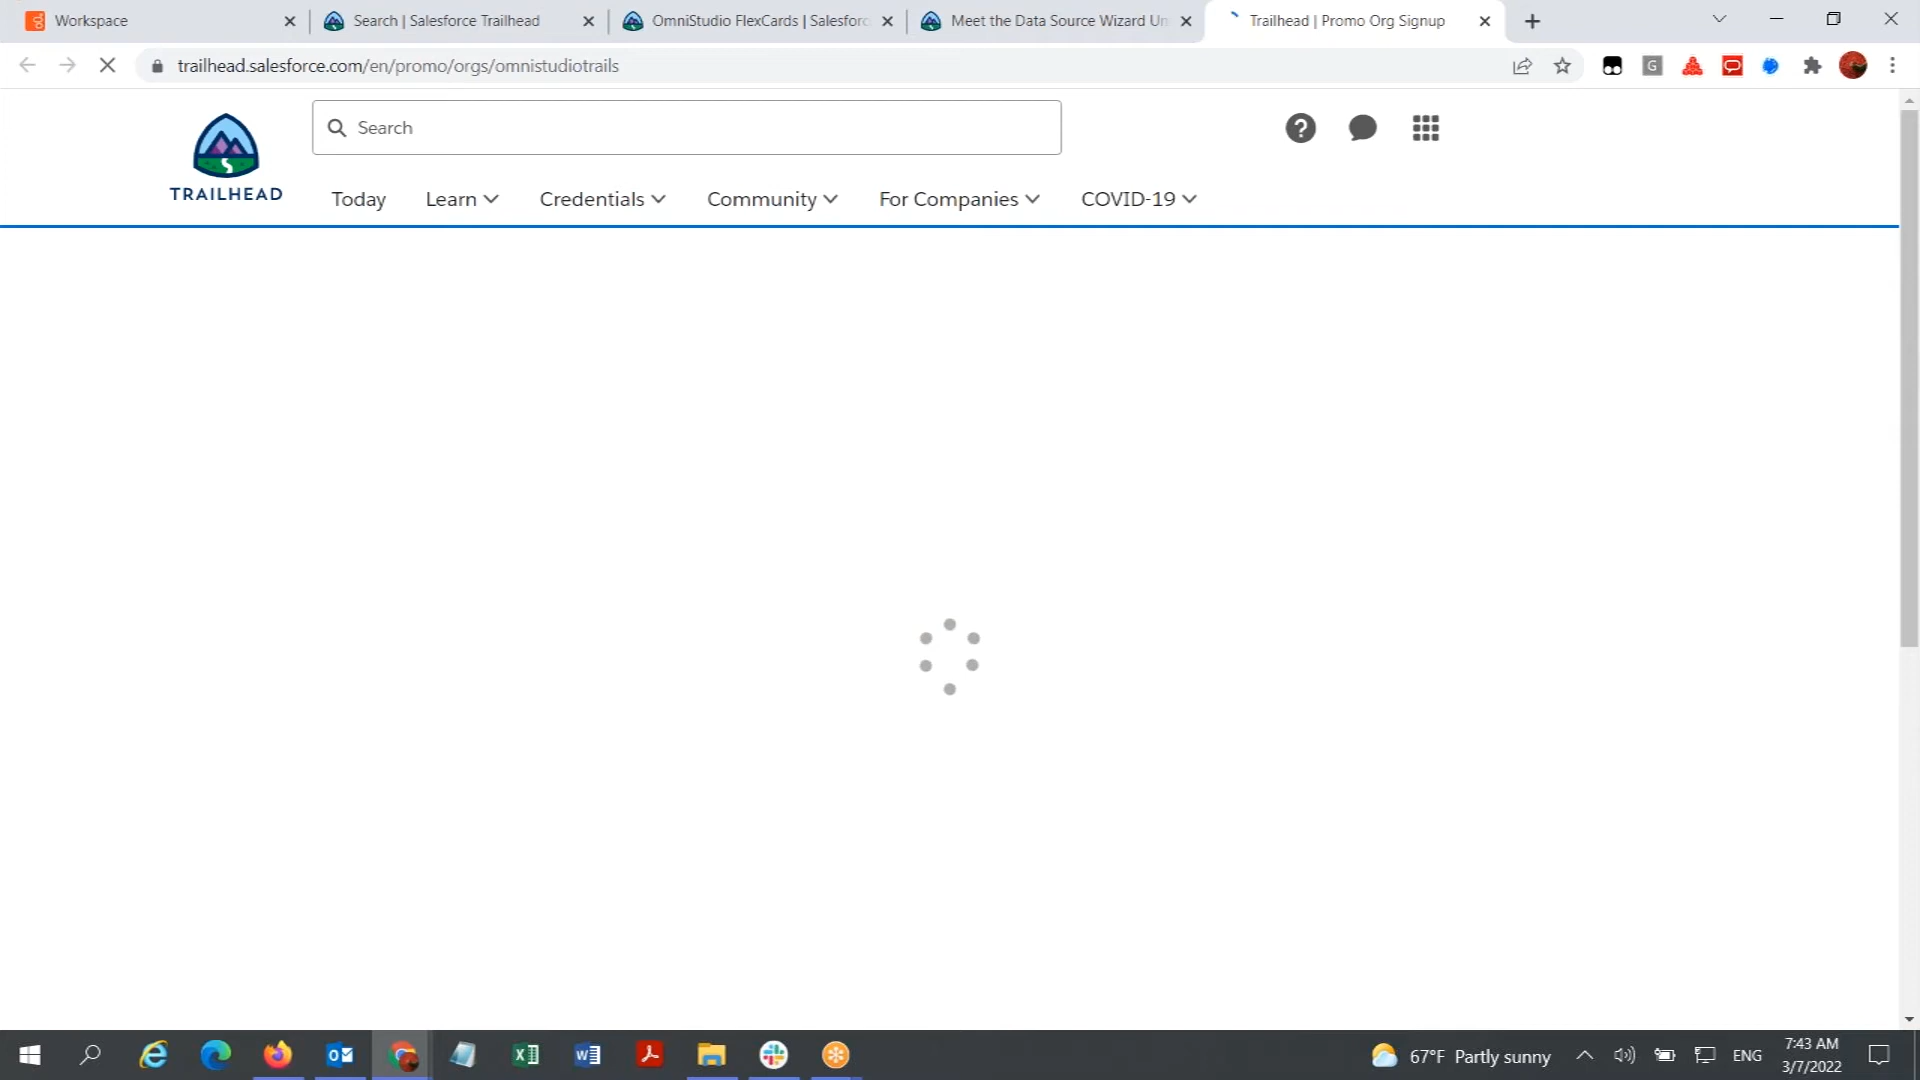 Workspace
Search | Salesforce Trailhead
OmniStudio FlexCards | Salesforc
Meet the Data Source Wizard Un
Trailhead | Promo Org Signup
trailhead.salesforce.com/en/promo/orgs/omnistudiotrails
G
TRAILHEAD
Search
?
Today
Learn
Credentials
Community
For Companies
COVID-19
67°F Partly sunny
ENG
7:43 AM
3/7/2022